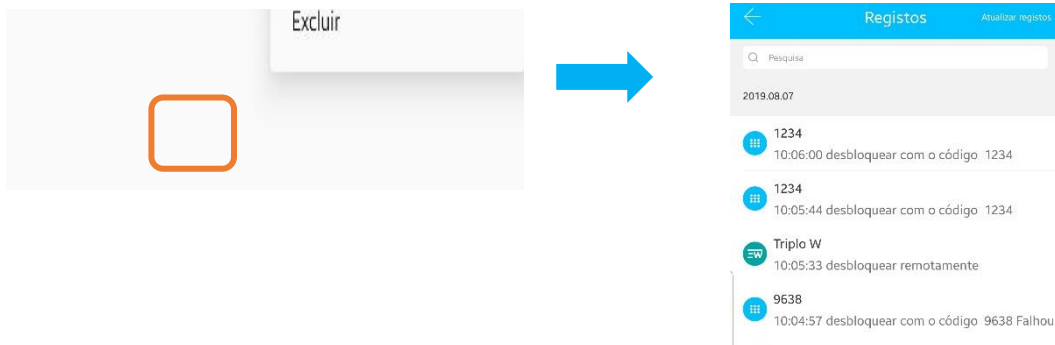 Excluir
Registos
Atualizar registos
Pesquisa
2019.08.07
1234
10:06:00 desbloquear com o código 1234
1234
10:05:44 desbloquear com o código 1234
Triplo W
10:05:33 desbloquear remotamente
9638
10:04:57 desbloquear com o código 9638 Falhou